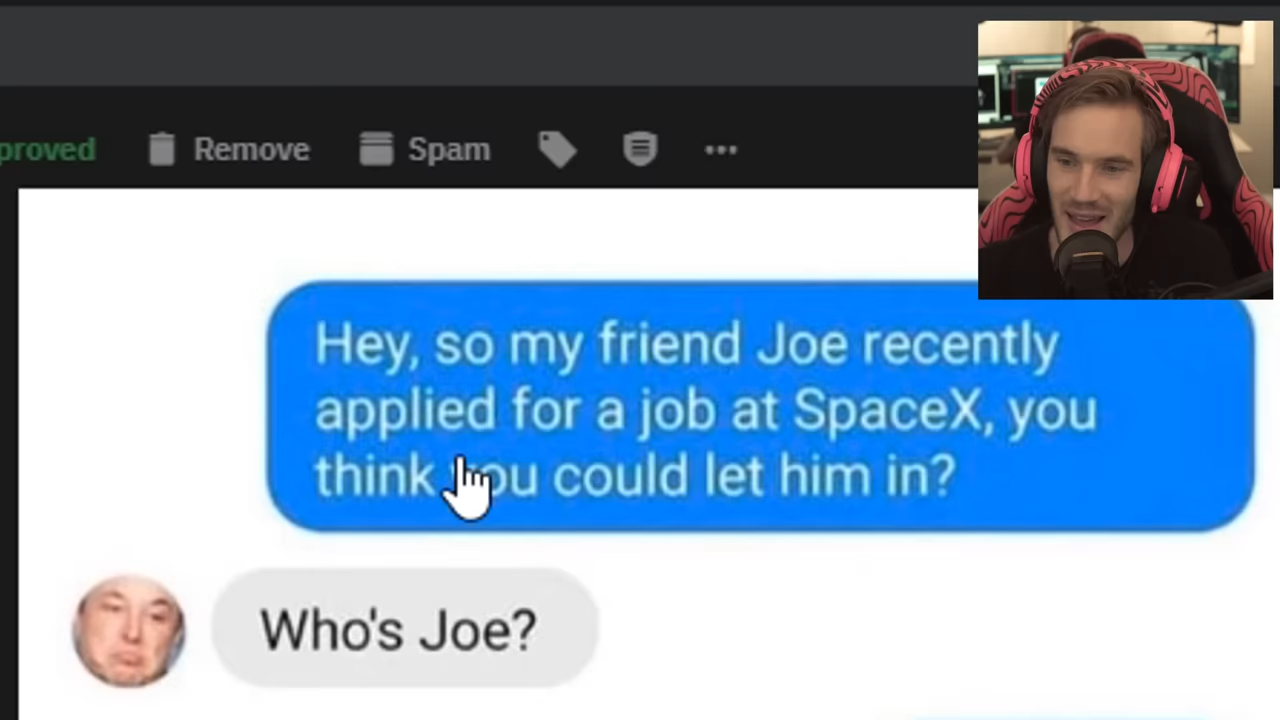 proved Remove Spam
Hey, so my friend Joe recently
applied for a job at SpaceX, you
think you could let him in?
Who's Joe?